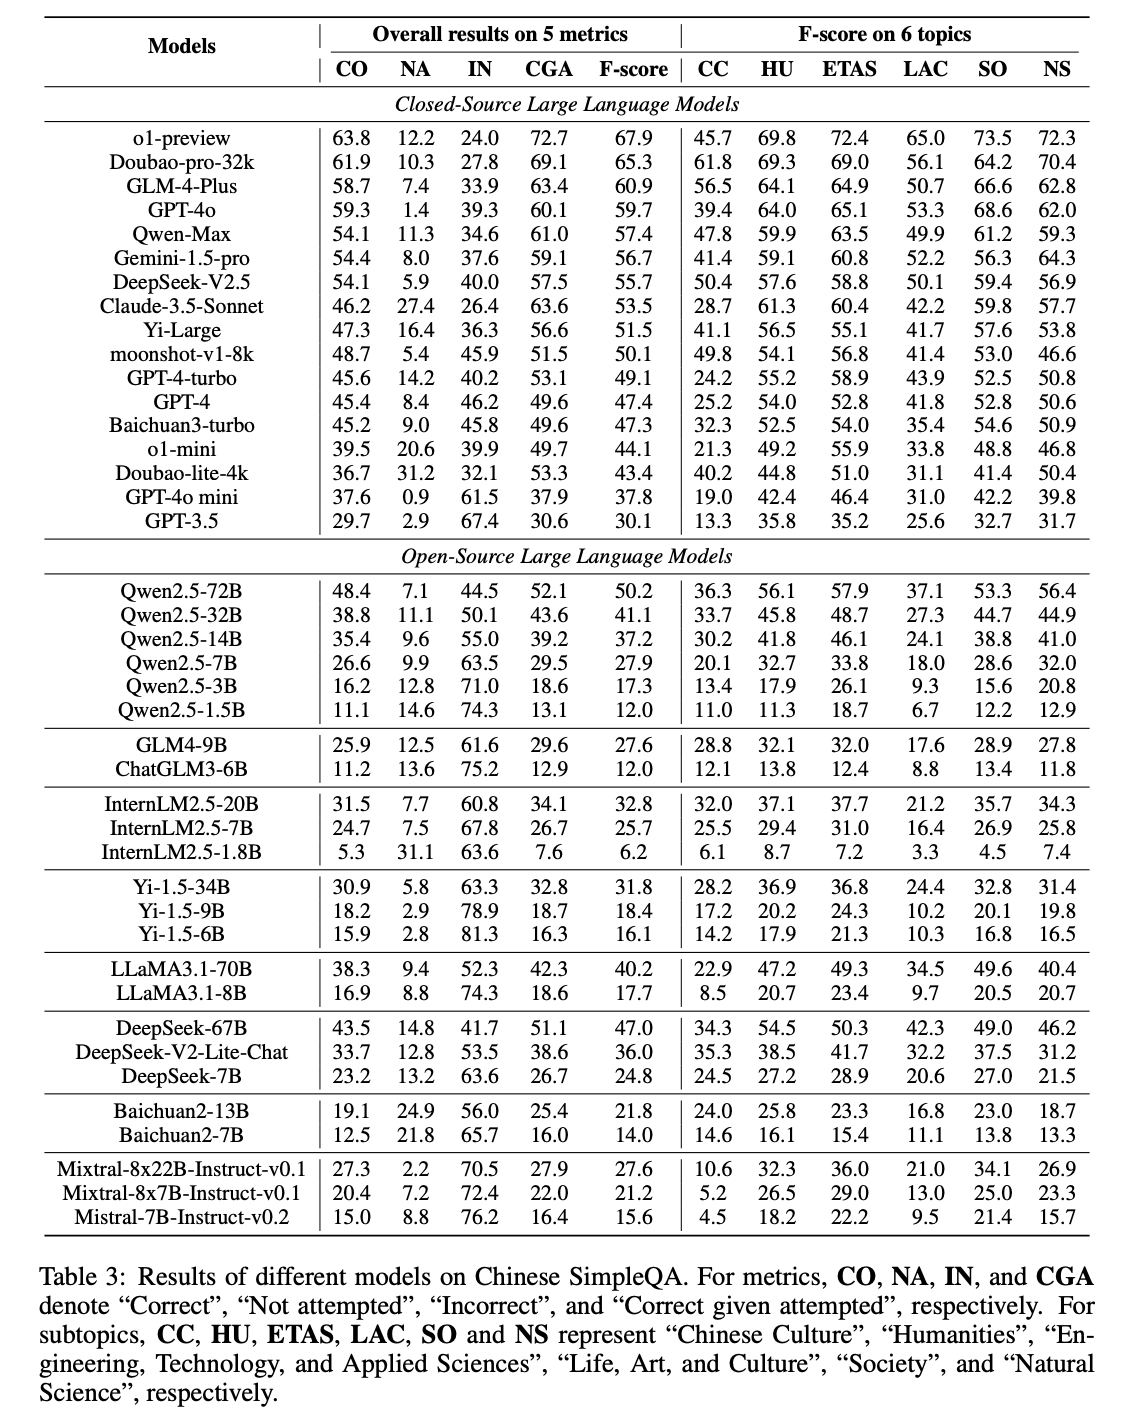 Models Overall results on 5 metrics F-score on 6 topics
CO NA IN CGA F-score CC HU ETAS LAC SO NS
Closed-Source Large Language Models
o1-preview 63.8 12.2 24.0 72.7 67.9 45.7 69.8 72.4 65.0 73.5 72.3
Doubao-pro-32k 61.9 10.3 27.8 69.1 65.3 61.8 69.3 69.0 56.1 64.2 70.4
GLM-4-Plus 58.7 7.4 33.9 63.4 60.9 56.5 64.1 64.9 50.7 66.6 62.8
GPT-4o 59.3 1.4 39.3 60.1 59.7 39.4 64.0 65.1 53.3 68.6 62.0
Qwen-Max 54.1 11.3 34.6 61.0 57.4 47.8 59.9 63.5 49.9 61.2 59.3
Gemini-1.5-pro 54.4 8.0 37.6 59.1 56.7 41.4 59.1 60.8 52.2 56.3 64.3
DeepSeek-V2.5 54.1 5.9 40.0 57.5 55.7 50.4 57.6 58.8 50.1 59.4 56.9
Claude-3.5-Sonnet 46.2 27.4 26.4 63.6 53.5 28.7 61.3 60.4 42.2 59.8 57.7
Yi-Large 47.3 16.4 36.3 56.6 51.5 41.1 56.5 55.1 41.7 57.6 53.8
moonshot-v1-8k 48.7 5.4 45.9 51.5 50.1 49.8 54.1 56.8 41.4 53.0 46.6
GPT-4-turbo 45.6 14.2 40.2 53.1 49.1 24.2 55.2 58.9 43.9 52.5 50.8
GPT-4 45.4 8.4 46.2 49.6 47.4 25.2 54.0 52.8 41.8 52.8 50.6
Baichuan3-turbo 45.2 9.0 45.8 49.6 47.3 32.3 52.5 54.0 35.4 54.6 50.9
o1-mini 39.5 20.6 39.9 49.7 44.1 21.3 49.2 55.9 33.8 48.8 46.8
Doubao-lite-4k 36.7 31.2 32.1 53.3 43.4 40.2 44.8 51.0 31.1 41.4 50.4
GPT-4o mini 37.6 0.9 61.5 37.9 37.8 19.0 42.4 46.4 31.0 42.2 39.8
GPT-3.5 29.7 2.9 67.4 30.6 30.1 13.3 35.8 35.2 25.6 32.7 31.7
Open-Source Large Language Models
Qwen2.5-72B 48.4 7.1 44.5 52.1 50.2 36.3 56.1 57.9 37.1 53.3 56.4
Qwen2.5-32B 38.8 11.1 50.1 43.6 41.1 33.7 45.8 48.7 27.3 44.7 44.9
Qwen2.5-14B 35.4 9.6 55.0 39.2 37.2 30.2 41.8 46.1 24.1 38.8 41.0
Qwen2.5-7B 26.6 9.9 63.5 29.5 27.9 20.1 32.7 33.8 18.0 28.6 32.0
Qwen2.5-3B 16.2 12.8 71.0 18.6 17.3 13.4 17.9 26.1 9.3 15.6 20.8
Qwen2.5-1.5B 11.1 14.6 74.3 13.1 12.0 11.0 11.3 18.7 6.7 12.2 12.9
GLM4-9B 25.9 12.5 61.6 29.6 27.6 28.8 32.1 32.0 17.6 28.9 27.8
ChatGLM3-6B 11.2 13.6 75.2 12.9 12.0 12.1 13.8 12.4 8.8 13.4 11.8
InternLM2.5-20B 31.5 7.7 60.8 34.1 32.8 32.0 37.1 37.7 21.2 35.7 34.3
InternLM2.5-7B 24.7 7.5 67.8 26.7 25.7 25.5 29.4 31.0 16.4 26.9 25.8
InternLM2.5-1.8B 5.3 31.1 63.6 7.6 6.2 6.1 8.7 7.2 3.3 4.5 7.4
Yi-1.5-34B 30.9 5.8 63.3 32.8 31.8 28.2 36.9 36.8 24.4 32.8 31.4
Yi-1.5-9B 18.2 2.9 78.9 18.7 18.4 17.2 20.2 24.3 10.2 20.1 19.8
Yi-1.5-6B 15.9 2.8 81.3 16.3 16.1 14.2 17.9 21.3 10.3 16.8 16.5
LLaMA3.1-70B 38.3 9.4 52.3 42.3 40.2 22.9 47.2 49.3 34.5 49.6 40.4
LLaMA3.1-8B 16.9 8.8 74.3 18.6 17.7 8.5 20.7 23.4 9.7 20.5 20.7
DeepSeek-67B 43.5 14.8 41.7 51.1 47.0 34.3 54.5 50.3 42.3 49.0 46.2
DeepSeek-V2-Lite-Chat 33.7 12.8 53.5 38.6 36.0 35.3 38.5 41.7 32.2 37.5 31.2
DeepSeek-7B 23.2 13.2 63.6 26.7 24.8 24.5 27.2 28.9 20.6 27.0 21.5
Baichuan2-13B 19.1 24.9 56.0 25.4 21.8 24.0 25.8 23.3 16.8 23.0 18.7
Baichuan2-7B 12.5 21.8 65.7 16.0 14.0 14.6 16.1 15.4 11.1 13.8 13.3
Mixtral-8x22B-Instruct-v0.1 27.3 2.2 70.5 27.9 27.6 10.6 32.3 36.0 21.0 34.1 26.9
Mixtral-8x7B-Instruct-v0.1 20.4 7.2 72.4 22.0 21.2 5.2 26.5 29.0 13.0 25.0 23.3
Mistral-7B-Instruct-v0.2 15.0 8.8 76.2 16.4 15.6 4.5 18.2 22.2 9.5 21.4 15.7
Table 3: Results of different models on Chinese SimpleQA. For metrics, CO, NA, IN, and CGA
denote “Correct”, “Not attempted”, “Incorrect”, and “Correct given attempted”, respectively. For
subtopics, CC, HU, ETAS, LAC, SO and NS represent “Chinese Culture”, “Humanities”, “En-
gineering, Technology, and Applied Sciences”, “Life, Art, and Culture”, “Society”, and “Natural
Science”, respectively.